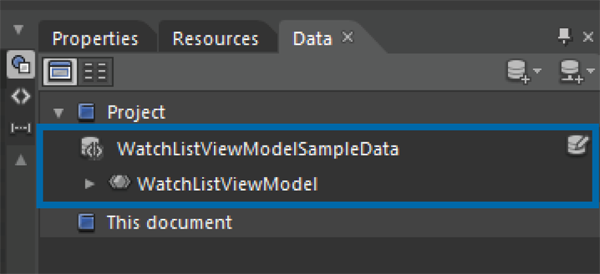 Properties Resources Data
Project
WatchListViewModelSampleData
WatchListViewModel
This document